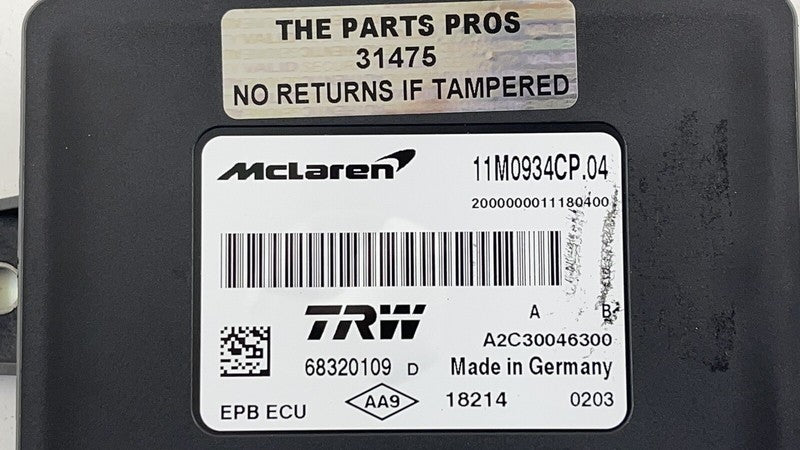 THE PARTS PROS
31475
NO RETURNS IF TAMPERED
McLaren 11M0934CP.04
2000000011180400
A B
TRW A2C30046300
68320109 D Made in Germany
EPB ECU AA9 18214 0203